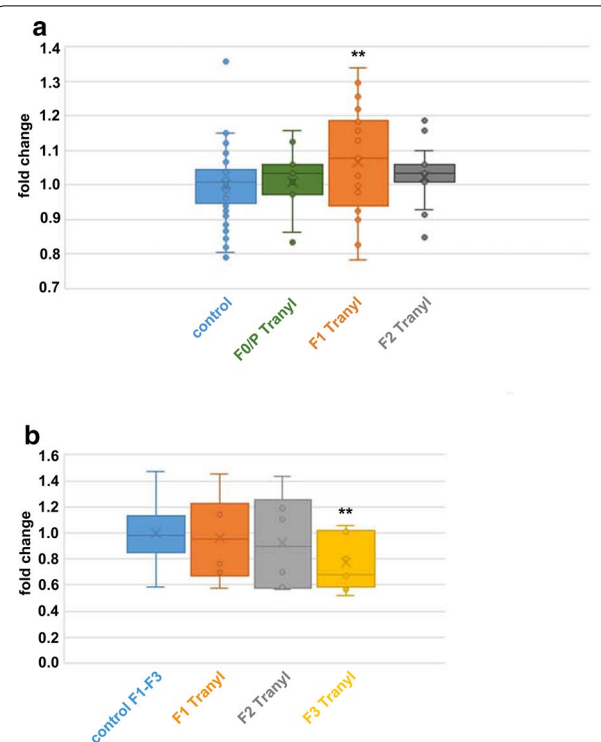 a
1.4
1.3
1.2
1.1
1.0
0.9
0.8
0.7
fold change
**
control
F0/P Tranyl
F1 Tranyl
F2 Tranyl
b
1.6
1.4
1.2
1.0
0.8
0.6
0.4
0.2
0.0
fold change
**
control F1-F3
F1 Tranyl
F2 Tranyl
F3 Tranyl